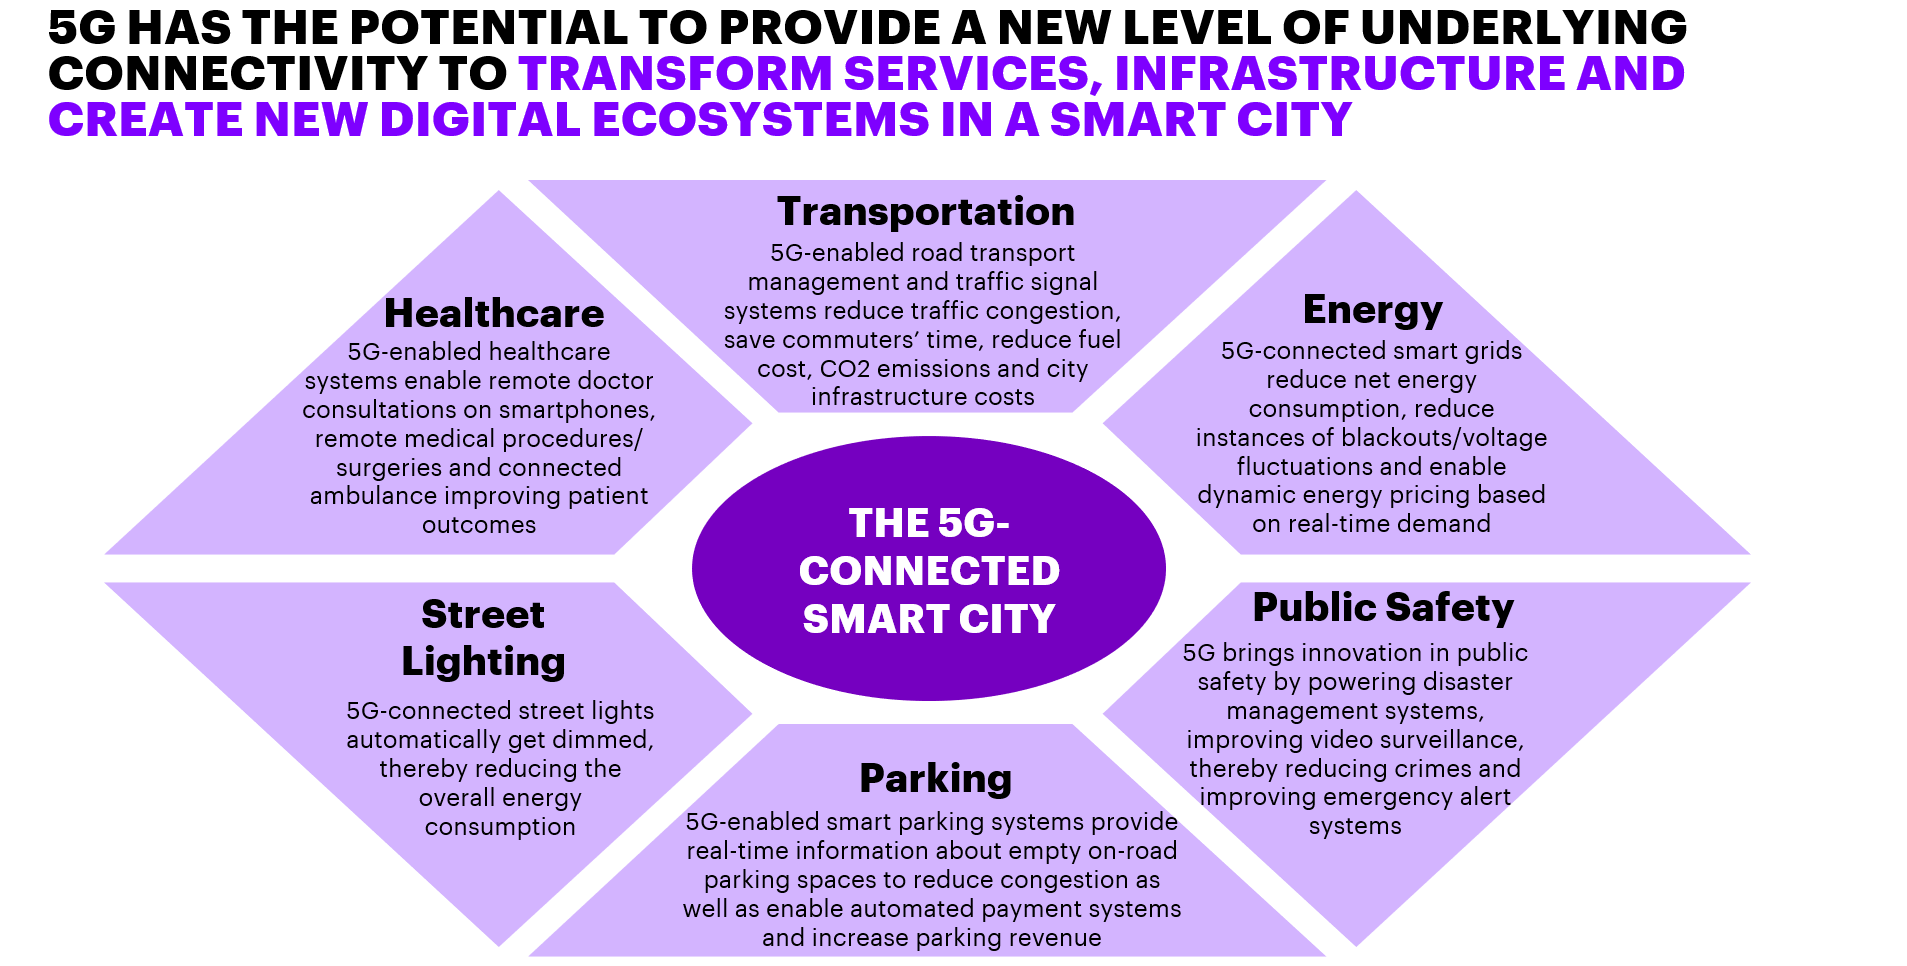 5G HAS THE POTENTIAL TO PROVIDE A NEW LEVEL OF UNDERLYING
CONNECTIVITY TO TRANSFORM SERVICES, INFRASTRUCTURE AND
CREATE NEW DIGITAL ECOSYSTEMS IN A SMART CITY
Transportation
5G-enabled road transport
management and traffic signal
systems reduce traffic congestion,
save commuters’ time, reduce fuel
cost, CO2 emissions and city
infrastructure costs
Healthcare
5G-enabled healthcare
systems enable remote doctor
consultations on smartphones,
remote medical procedures/
surgeries and connected
ambulance improving patient
outcomes
Energy
5G-connected smart grids
reduce net energy
consumption, reduce
instances of blackouts/voltage
fluctuations and enable
dynamic energy pricing based
on real-time demand
THE 5G-
CONNECTED
SMART CITY
Street
Lighting
5G-connected street lights
automatically get dimmed,
thereby reducing the
overall energy
consumption
Public Safety
5G brings innovation in public
safety by powering disaster
management systems,
improving video surveillance,
thereby reducing crimes and
improving emergency alert
systems
Parking
5G-enabled smart parking systems provide
real-time information about empty on-road
parking spaces to reduce congestion as
well as enable automated payment systems
and increase parking revenue